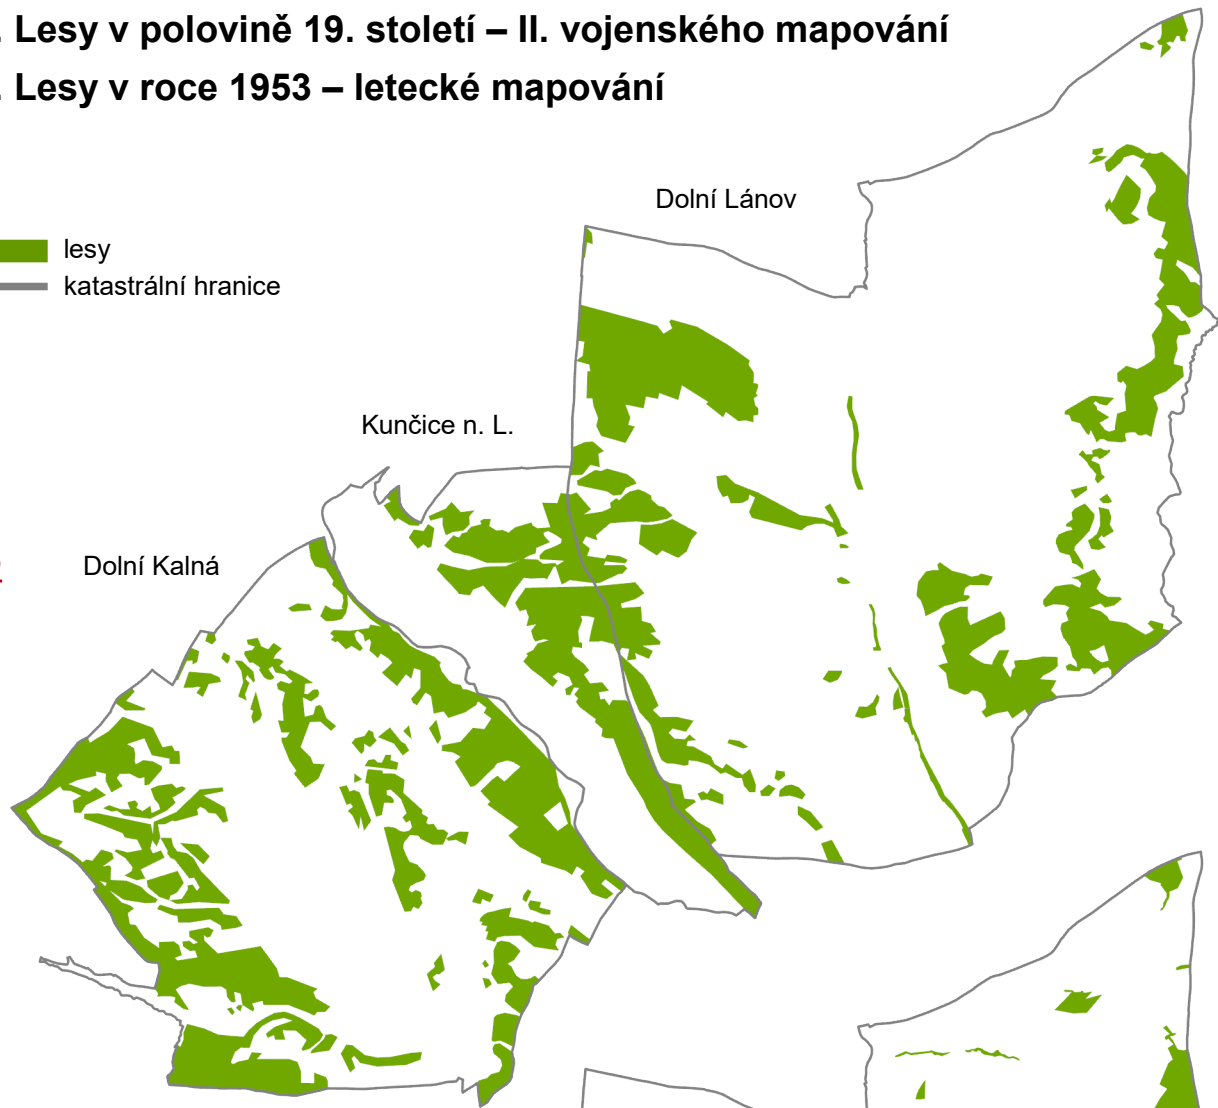 . Lesy v polovině 19. století – II. vojenského mapování
. Lesy v roce 1953 – letecké mapování
Dolní Lánov
lesy
katastrální hranice
Kunčice n. L.
Dolní Kalná